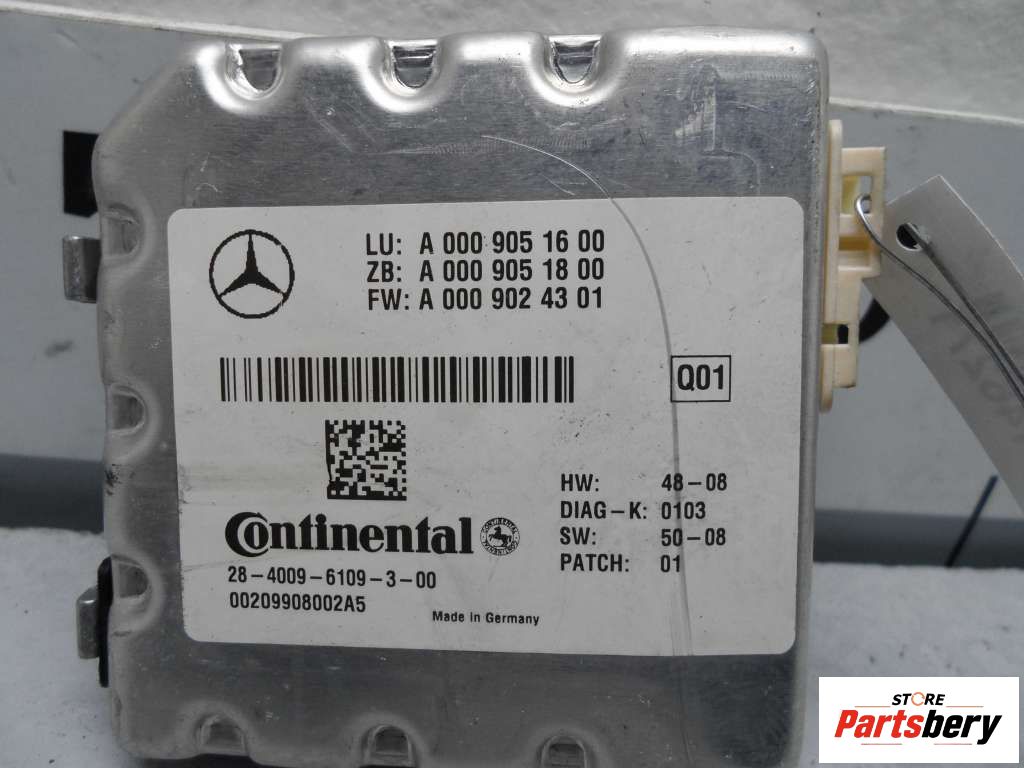 LU: A 000 905 16 00
ZB: A 000 905 18 00
FW: A 000 902 43 01
Q01
HW: 48-08
DIAG-K: 0103
SW: 50-08
PATCH: 01
Continental
28-4009-6109-3-00
00209908002A5
Made in Germany
STORE
Partsbery